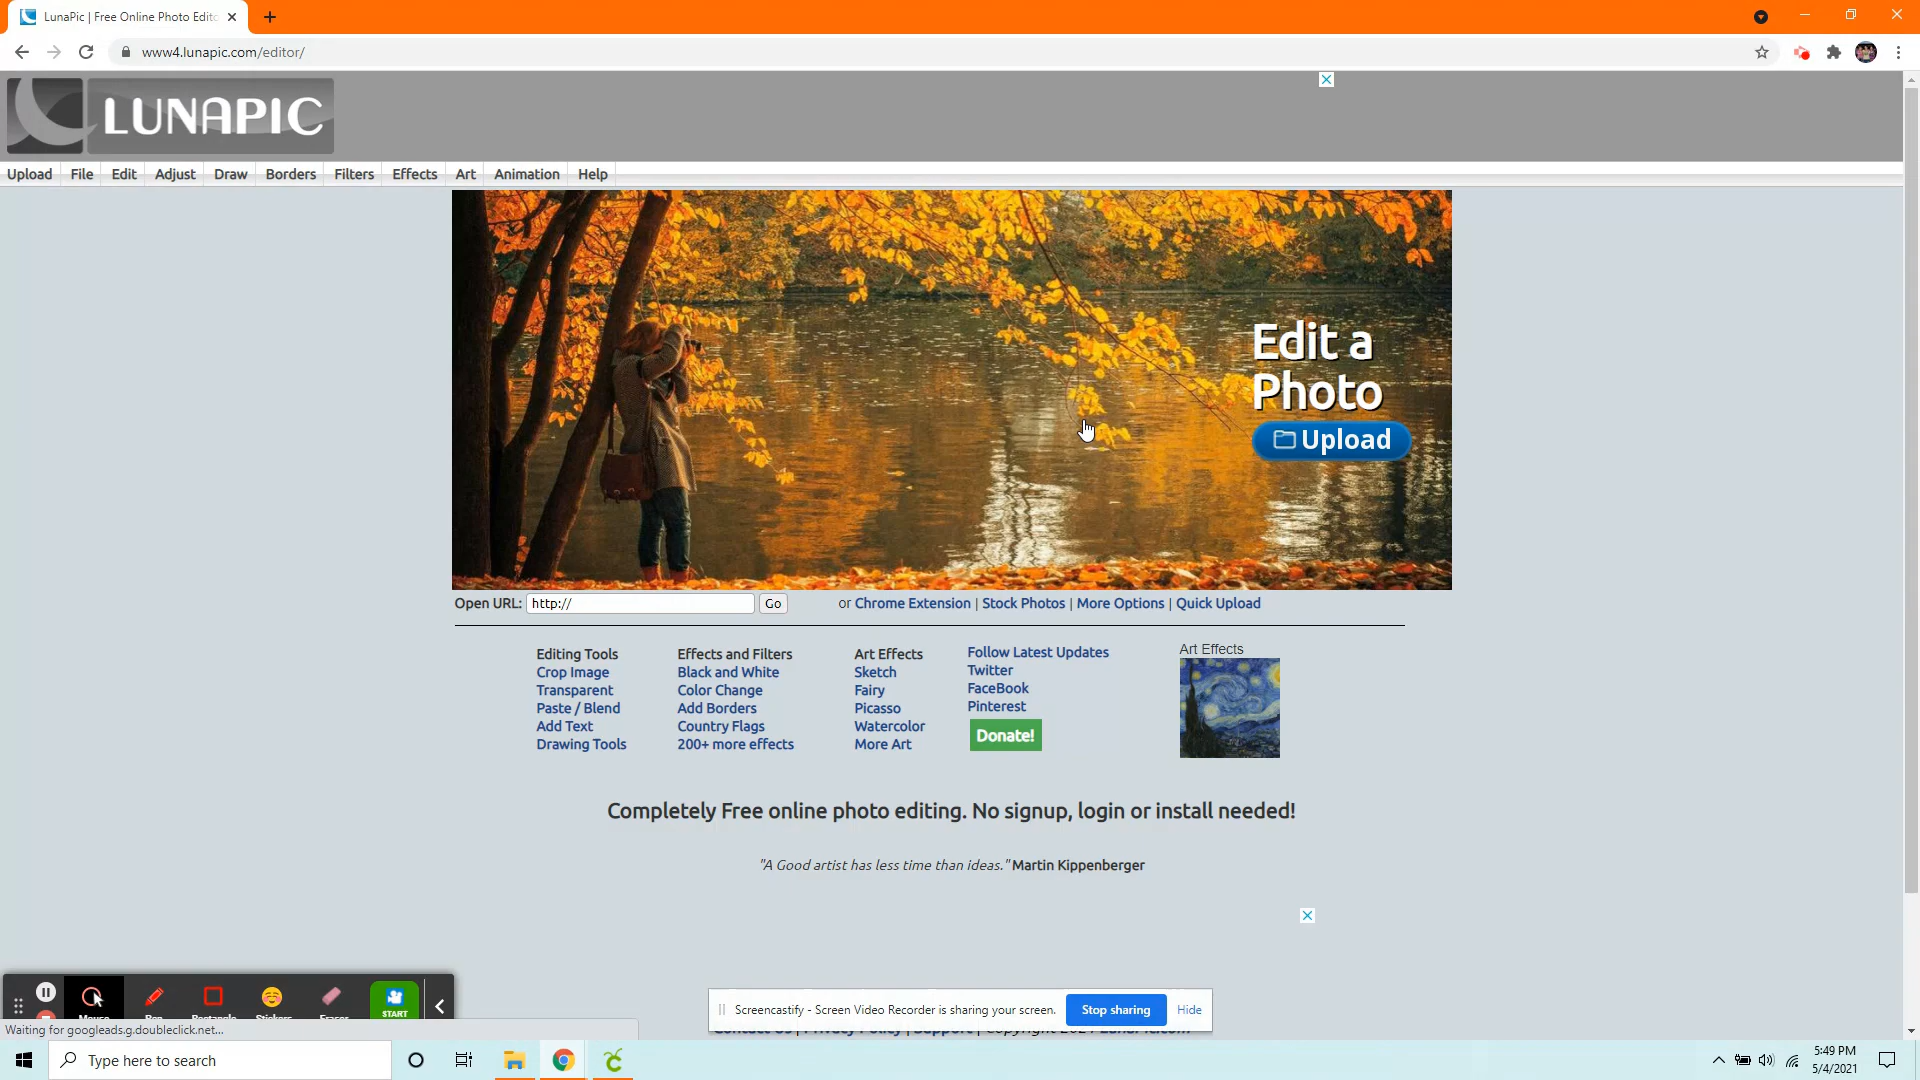 LunaPic | Free Online Photo Edito
www4.lunapic.com/editor/
LUNAPIC
Upload File Edit Adjust Draw Borders Filters Effects Art Animation Help
Edit a
Photo
Upload
Open URL: http:// Go or Chrome Extension | Stock Photos | More Options | Quick Upload
Editing Tools
Crop Image
Transparent
Paste / Blend
Add Text
Drawing Tools
Effects and Filters
Black and White
Color Change
Add Borders
Country Flags
200+ more effects
Art Effects
Sketch
Fairy
Picasso
Watercolor
More Art
Follow Latest Updates
Twitter
FaceBook
Pinterest
Donate!
Art Effects
Completely Free online photo editing. No signup, login or install needed!
"A Good artist has less time than ideas." Martin Kippenberger
START
Screencastify - Screen Video Recorder is sharing your screen. Stop sharing Hide
Waiting for googleads.g.doubleclick.net...
Type here to search
5:49 PM
5/4/2021